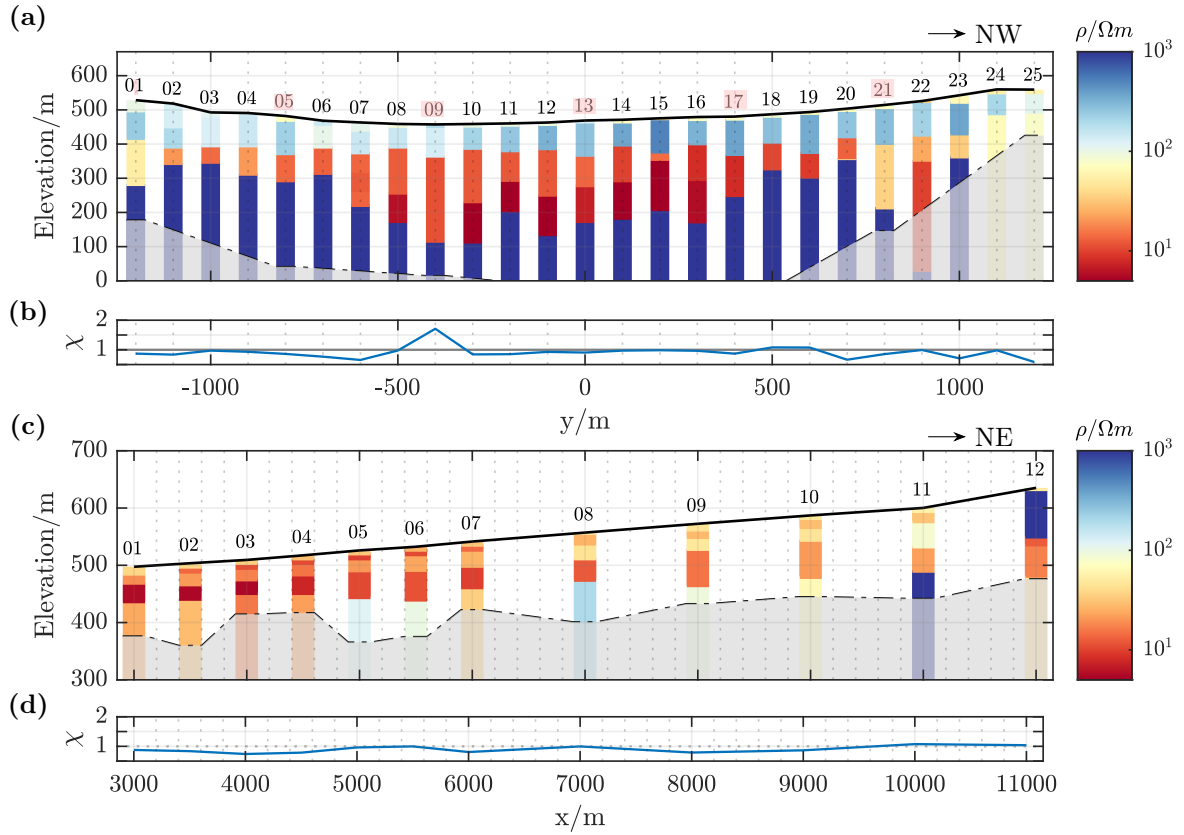 (a)
NW
ρ/Ωm
01 02 03 04 05 06 07 08 09 10 11 12 13 14 15 16 17 18 19 20 21 22 23 24 25
600
500
400
300
200
100
0
Elevation/m
10³
10²
10¹
(b)
2
1
χ
-1000 -500 0 500 1000
y/m
(c)
NE
ρ/Ωm
01 02 03 04 05 06 07 08 09 10 11 12
700
600
500
400
300
Elevation/m
10³
10²
10¹
(d)
2
1
χ
3000 4000 5000 6000 7000 8000 9000 10000 11000
x/m